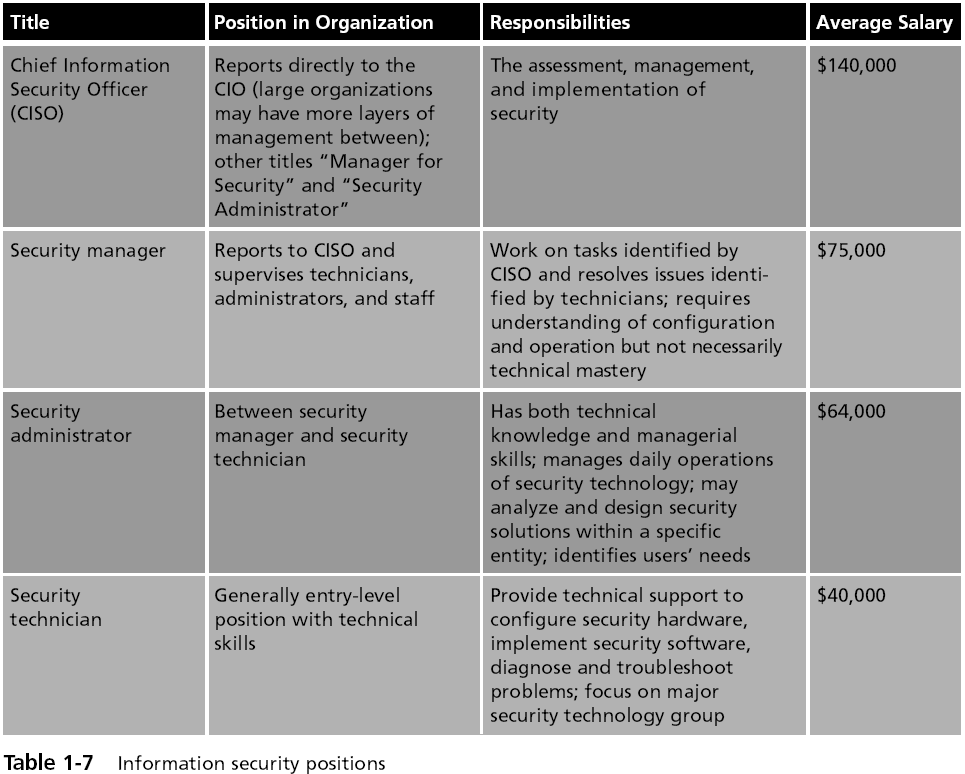 Title Position in Organization Responsibilities Average Salary
Chief Information
Security Officer
(CISO)
Reports directly to the
CIO (large organizations
may have more layers of
management between);
other titles “Manager for
Security” and “Security
Administrator”
The assessment, management,
and implementation of
security
$140,000
Security manager
Reports to CISO and
supervises technicians,
administrators, and staff
Work on tasks identified by
CISO and resolves issues identi-
fied by technicians; requires
understanding of configuration
and operation but not necessarily
technical mastery
$75,000
Security
administrator
Between security
manager and security
technician
Has both technical
knowledge and managerial
skills; manages daily operations
of security technology; may
analyze and design security
solutions within a specific
entity; identifies users’ needs
$64,000
Security
technician
Generally entry-level
position with technical
skills
Provide technical support to
configure security hardware,
implement security software,
diagnose and troubleshoot
problems; focus on major
security technology group
$40,000
Table 1-7 Information security positions